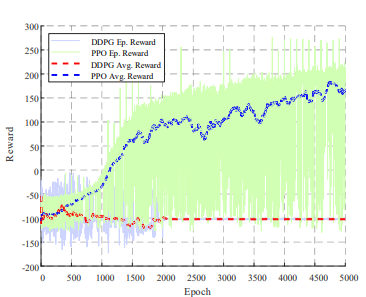 300
250
200
150
100
50
0
-50
-100
-150
-200
Reward
DDPG Ep. Reward
PPO Ep. Reward
DDPG Avg. Reward
PPO Avg. Reward
0 500 1000 1500 2000 2500 3000 3500 4000 4500 5000
Epoch